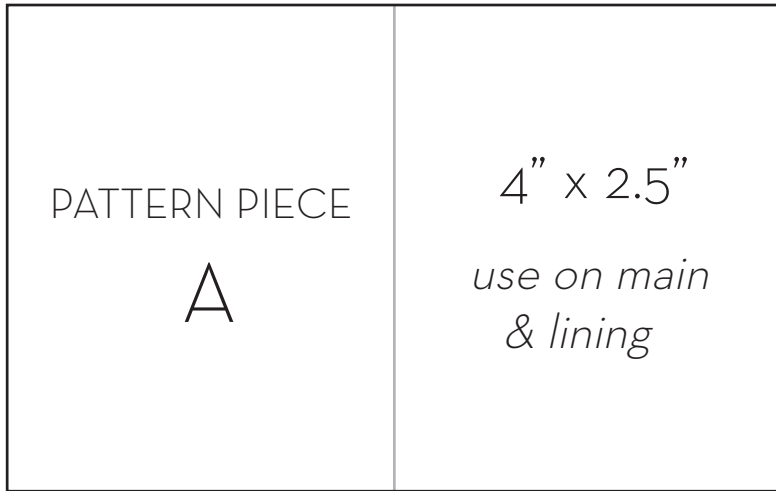 PATTERN PIECE
A
4” x 2.5”
use on main
& lining